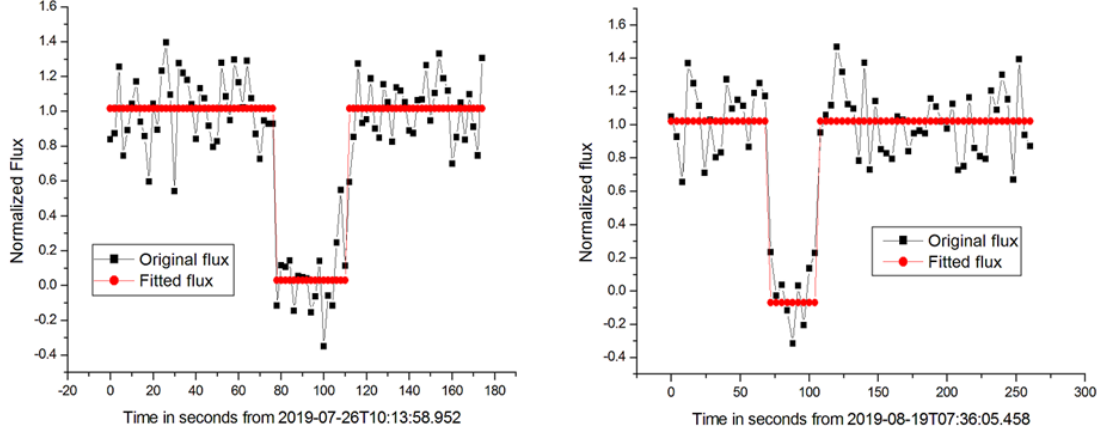 1.6
1.4
1.2
1.0
0.8
0.6
0.4
0.2
0.0
-0.2
-0.4
Normalized Flux
Original flux
Fitted flux
-20 0 20 40 60 80 100 120 140 160 180
Time in seconds from 2019-07-26T10:13:58.952
1.6
1.4
1.2
1.0
0.8
0.6
0.4
0.2
0.0
-0.2
-0.4
Normalized flux
Original flux
Fitted flux
0 50 100 150 200 250 300
Time in seconds from 2019-08-19T07:36:05.458